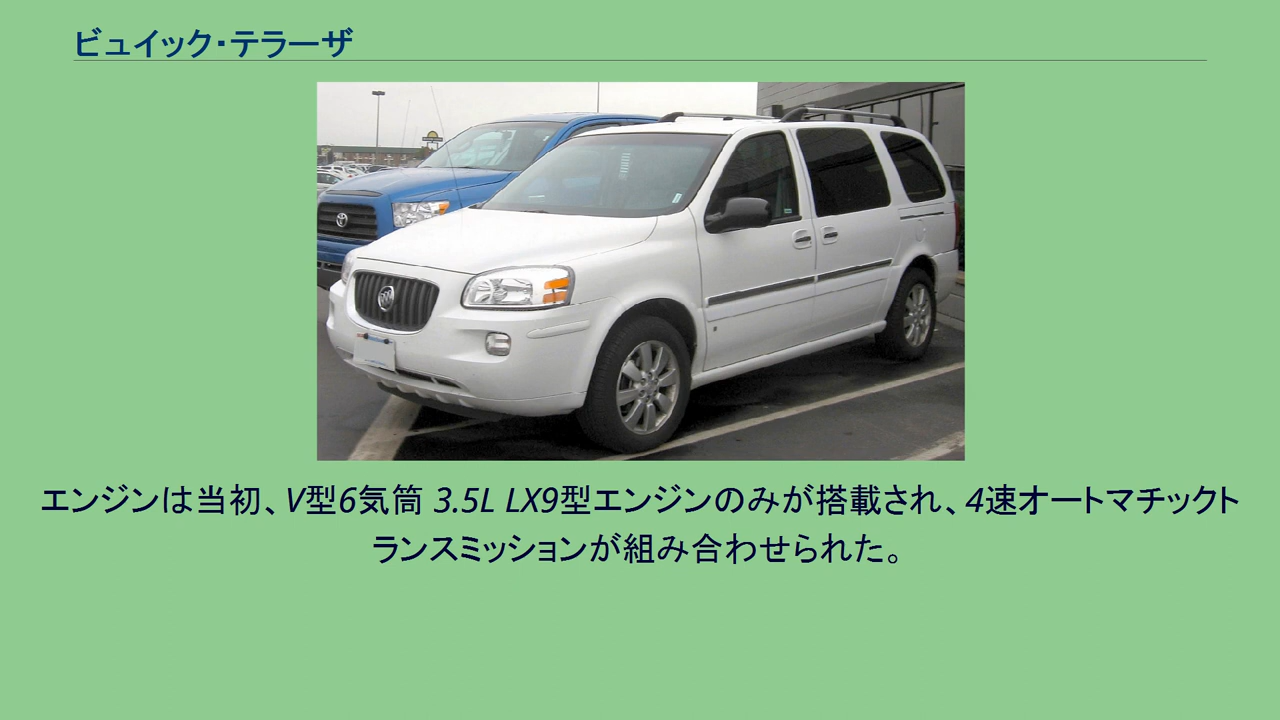 ビュイック・テラーザ
エンジンは当初、V型6気筒 3.5L LX9型エンジンのみが搭載され、4速オートマチックト
ランスミッションが組み合わせられた。